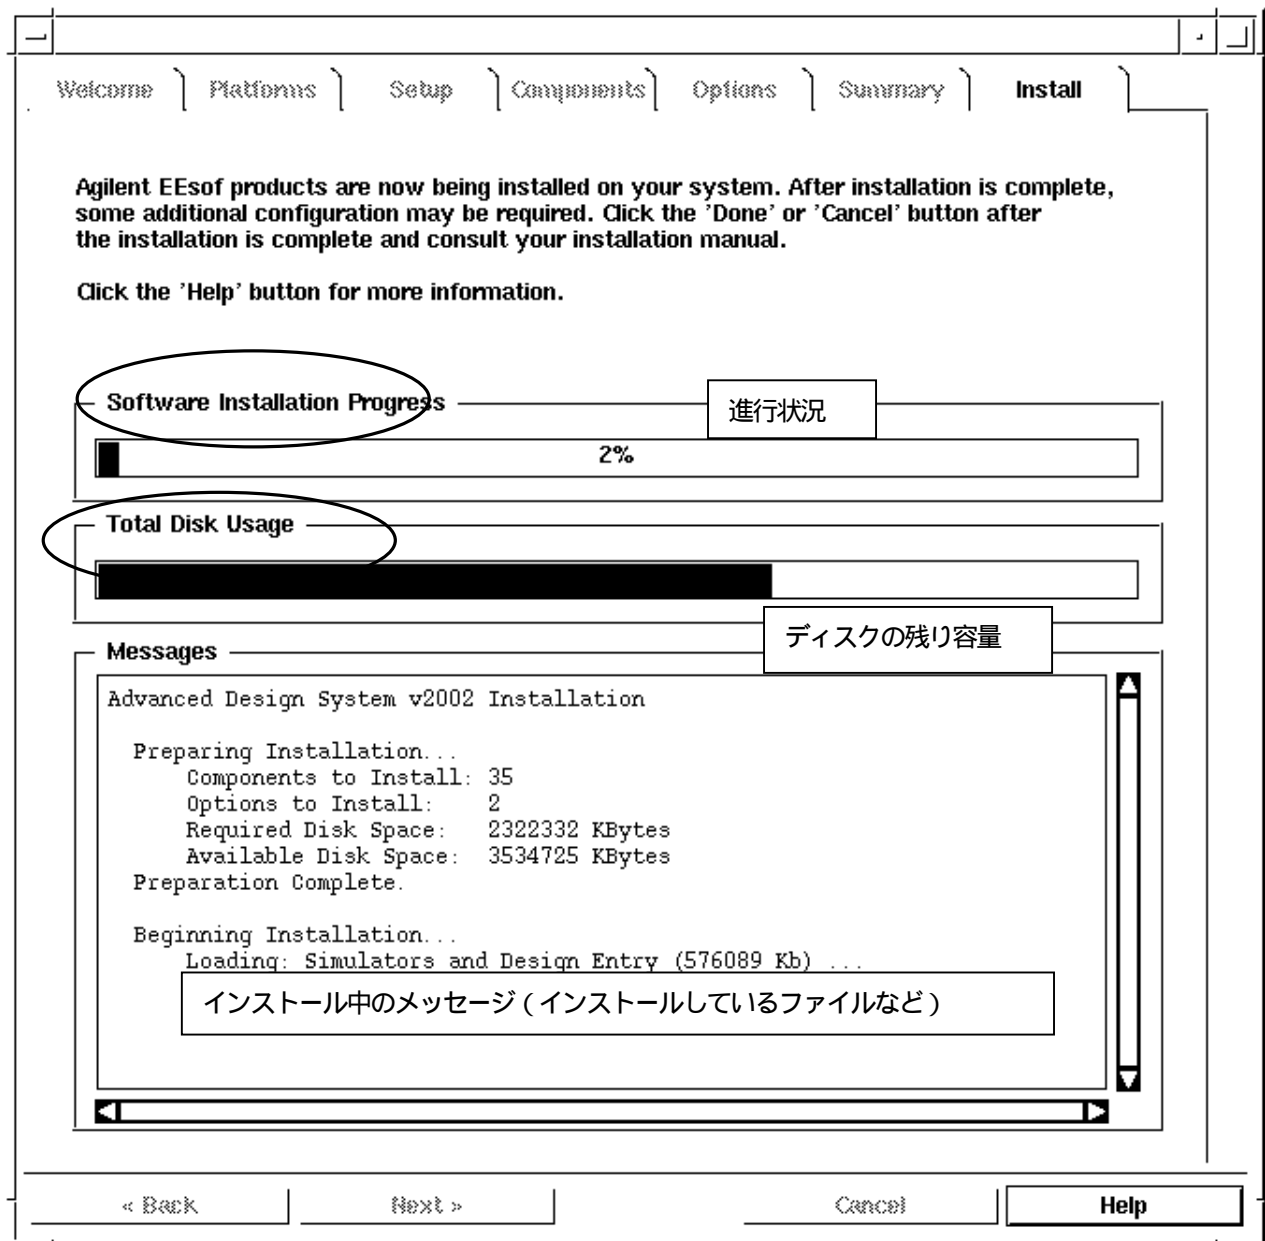 Welcome Platforms Setup Components Options Summary Install
Agilent EEsof products are now being installed on your system. After installation is complete,
some additional configuration may be required. Click the 'Done' or 'Cancel' button after
the installation is complete and consult your installation manual.
Click the 'Help' button for more information.
Software Installation Progress
進行状況
2%
Total Disk Usage
ディスクの残り容量
Messages
Advanced Design System v2002 Installation
Preparing Installation...
Components to Install: 35
Options to Install: 2
Required Disk Space: 2322332 KBytes
Available Disk Space: 3534725 KBytes
Preparation Complete.
Beginning Installation...
Loading: Simulators and Design Entry (576089 Kb) ...
インストール中のメッセージ(インストールしているファイルなど)
« Back Next » Cancel Help